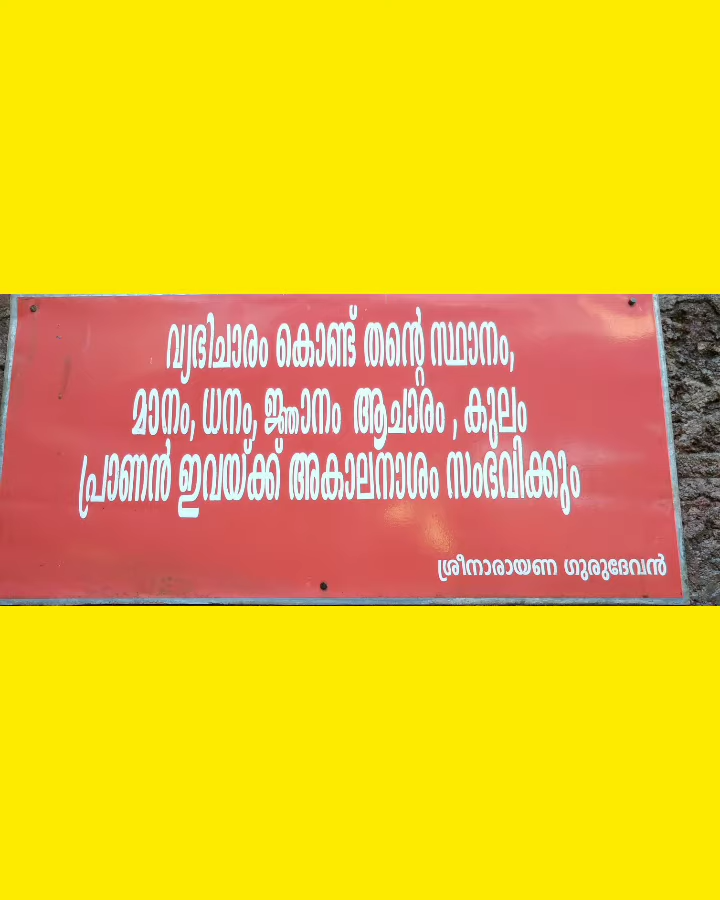 വ്യഭിചാരം കൊണ്ട് തന്റെ സ്ഥാനം,
മാനം, ധനം, ജ്ഞാനം ആചാരം , കുലം
പ്രാണൻ ഇവയ്ക്ക് അകാലനാശം സംഭവിക്കും
ശ്രീനാരായണ ഗുരുദേവൻ